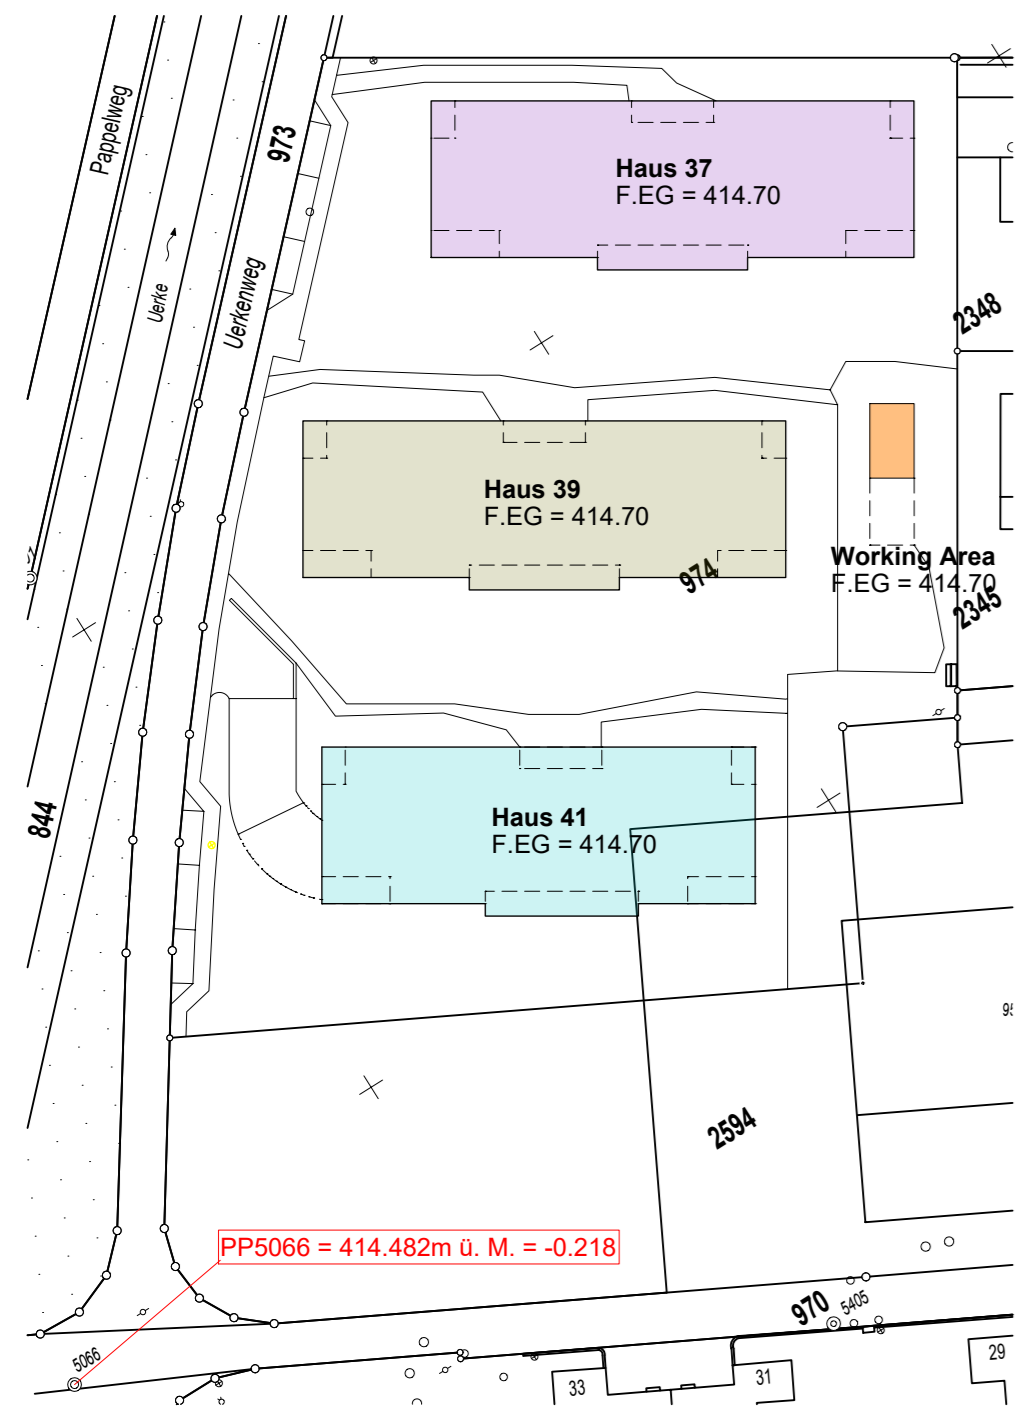 Pappelweg
973
Haus 37
F.EG = 414.70
Uerke
Uerkenweg
2348
Haus 39
F.EG = 414.70
974
Working Area
F.EG = 414.70
2345
844
Haus 41
F.EG = 414.70
2594
PP5066 = 414.482m ü. M. = -0.218
970
5405
5066
33
31
29